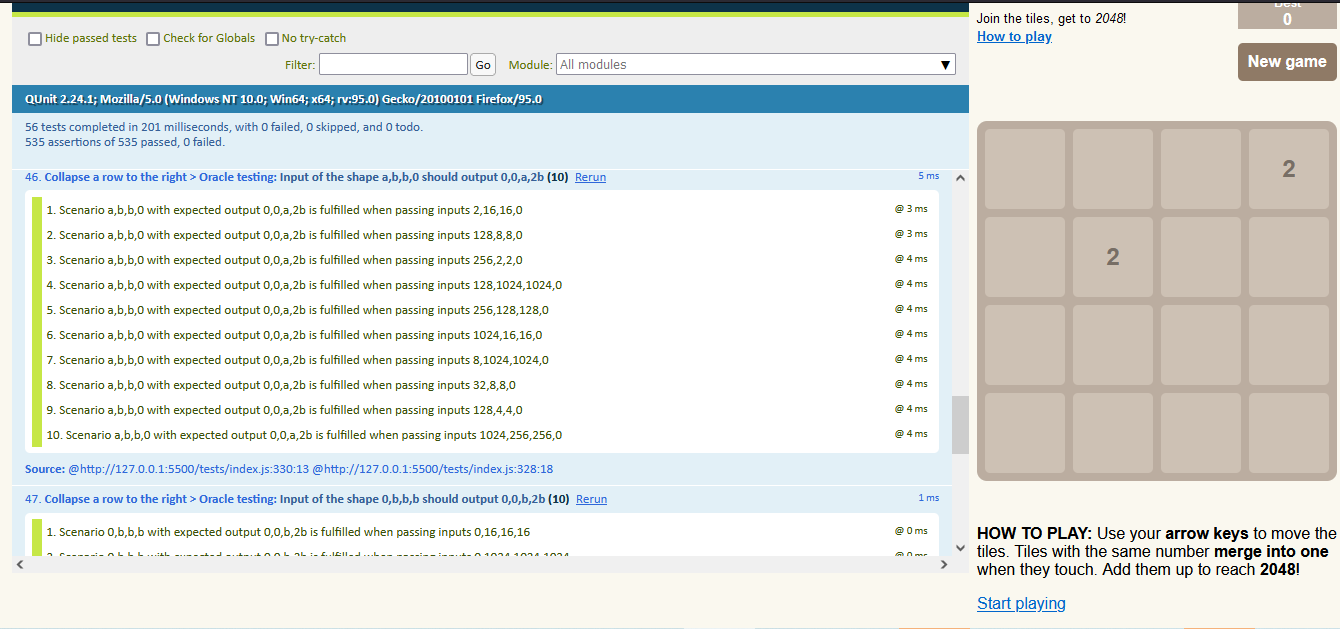 Hide passed tests Check for Globals No try-catch
Filter: Go Module: All modules ▼
QUnit 2.24.1; Mozilla/5.0 (Windows NT 10.0; Win64; x64; rv:95.0) Gecko/20100101 Firefox/95.0
56 tests completed in 201 milliseconds, with 0 failed, 0 skipped, and 0 todo.
535 assertions of 535 passed, 0 failed.
46. Collapse a row to the right > Oracle testing: Input of the shape a,b,b,0 should output 0,0,a,2b (10) Rerun 5 ms
1. Scenario a,b,b,0 with expected output 0,0,a,2b is fulfilled when passing inputs 2,16,16,0 @ 3 ms
2. Scenario a,b,b,0 with expected output 0,0,a,2b is fulfilled when passing inputs 128,8,8,0 @ 3 ms
3. Scenario a,b,b,0 with expected output 0,0,a,2b is fulfilled when passing inputs 256,2,2,0 @ 4 ms
4. Scenario a,b,b,0 with expected output 0,0,a,2b is fulfilled when passing inputs 128,1024,1024,0 @ 4 ms
5. Scenario a,b,b,0 with expected output 0,0,a,2b is fulfilled when passing inputs 256,128,128,0 @ 4 ms
6. Scenario a,b,b,0 with expected output 0,0,a,2b is fulfilled when passing inputs 1024,16,16,0 @ 4 ms
7. Scenario a,b,b,0 with expected output 0,0,a,2b is fulfilled when passing inputs 8,1024,1024,0 @ 4 ms
8. Scenario a,b,b,0 with expected output 0,0,a,2b is fulfilled when passing inputs 32,8,8,0 @ 4 ms
9. Scenario a,b,b,0 with expected output 0,0,a,2b is fulfilled when passing inputs 128,4,4,0 @ 4 ms
10. Scenario a,b,b,0 with expected output 0,0,a,2b is fulfilled when passing inputs 1024,256,256,0 @ 4 ms
Source: @http://127.0.0.1:5500/tests/index.js:330:13 @http://127.0.0.1:5500/tests/index.js:328:18
47. Collapse a row to the right > Oracle testing: Input of the shape 0,b,b,b should output 0,0,b,2b (10) Rerun 1 ms
1. Scenario 0,b,b,b with expected output 0,0,b,2b is fulfilled when passing inputs 0,16,16,16 @ 0 ms
2. Scenario 0,b,b,b with expected output 0,0,b,2b is fulfilled when passing inputs 0,1024,1024,1024 @ 0 ms
Join the tiles, get to 2048!
How to play
Best
0
New game
2
2
HOW TO PLAY: Use your arrow keys to move the
tiles. Tiles with the same number merge into one
when they touch. Add them up to reach 2048!
Start playing